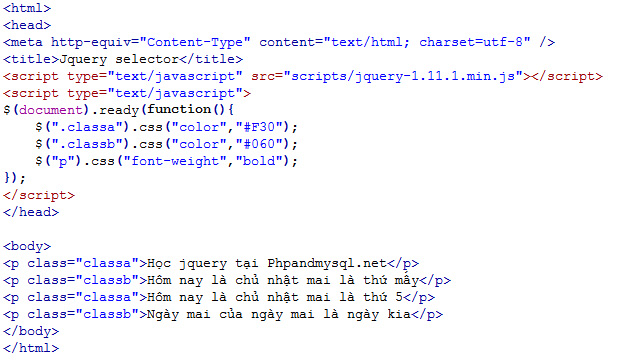 <html>
<head>
<meta http-equiv="Content-Type" content="text/html; charset=utf-8" />
<title>Jquery selector</title>
<script type="text/javascript" src="scripts/jquery-1.11.1.min.js"></script>
<script type="text/javascript">
$(document).ready(function(){
    $(".classa").css("color","#F30");
    $(".classb").css("color","#060");
    $("p").css("font-weight","bold");
});
</script>
</head>

<body>
<p class="classa">Học jquery tại Phpandmysql.net</p>
<p class="classb">Hôm nay là chủ nhật mai là thứ mấy</p>
<p class="classa">Hôm nay là chủ nhật mai là thứ 5</p>
<p class="classb">Ngày mai của ngày mai là ngày kia</p>
</body>
</html>